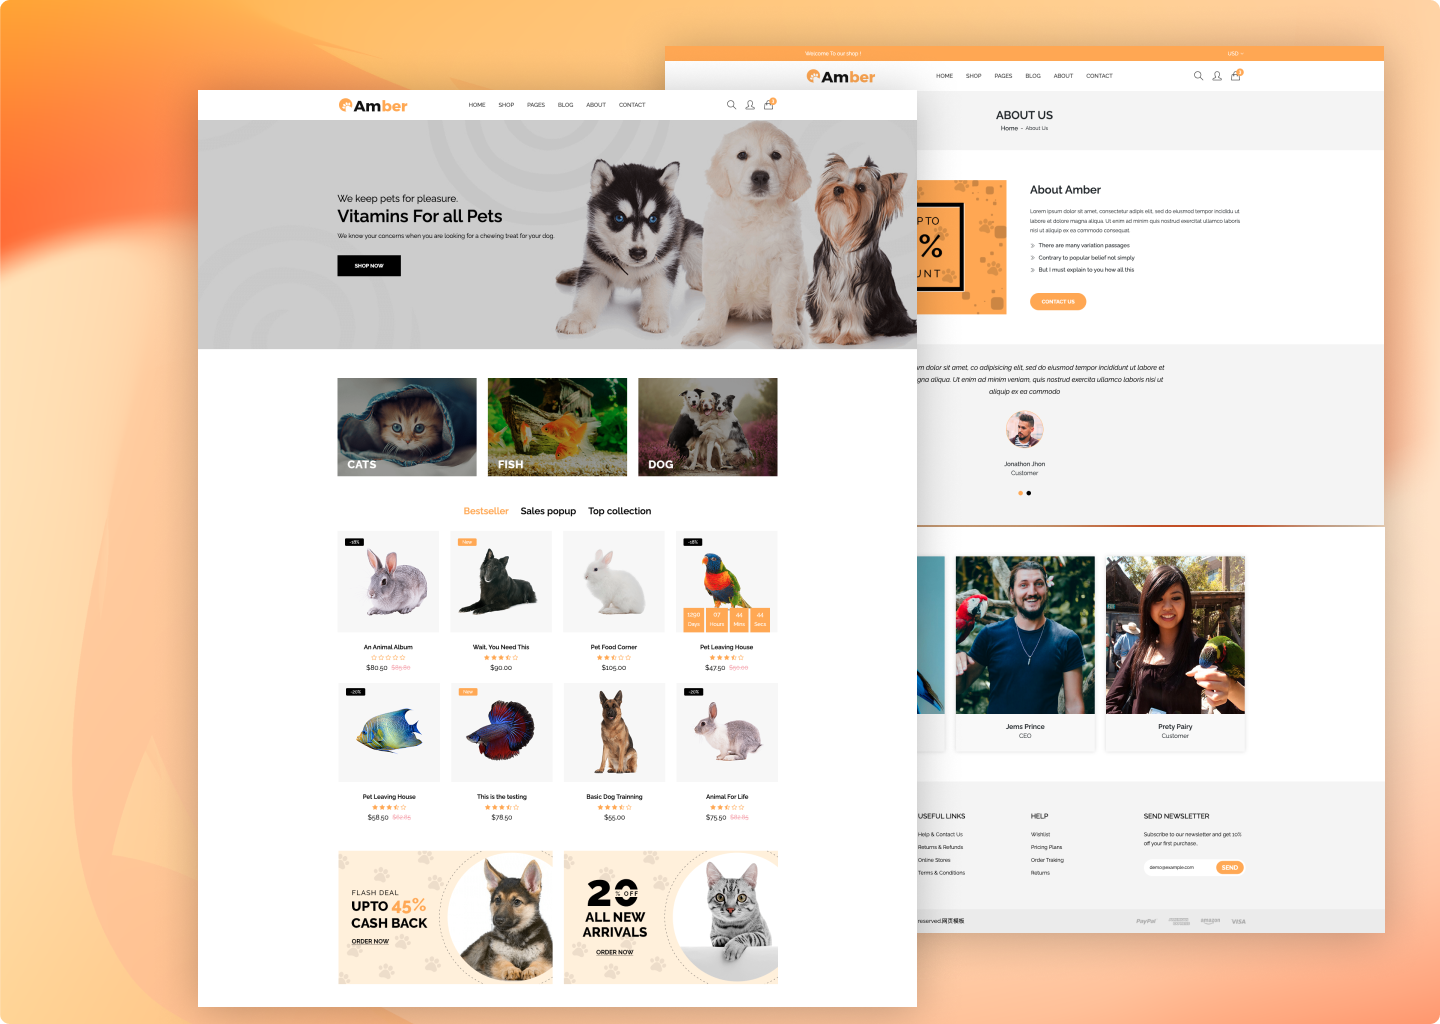 Amber
HOME SHOP PAGES BLOG ABOUT CONTACT
1
We keep pets for pleasure.
Vitamins For all Pets
We know your concerns when you are looking for a chewing treat for your dog.
SHOP NOW
CATS
FISH
DOG
Bestseller Sales popup Top collection
-18%
New
-18%
1290 07 44 44
Days Hours Mins Secs
An Animal Album
$80.50 $85.80
Wait, You Need This
$90.00
Pet Food Corner
$105.00
Pet Leaving House
$47.50 $50.00
-20%
New
-20%
Pet Leaving House
$58.50 $62.85
This is the testing
$78.50
Basic Dog Trainning
$55.00
Animal For Life
$75.50 $82.85
FLASH DEAL
UPTO 45%
CASH BACK
ORDER NOW
20
% OFF
ALL NEW
ARRIVALS
ORDER NOW
Welcome To our shop !
USD
Amber
HOME SHOP PAGES BLOG ABOUT CONTACT
ABOUT US
Home - About Us
P TO
%
UNT
About Amber
Lorem ipsum dolor sit amet, consectetur adipis elit, sed do eiusmod tempor incididunt ut
labore et dolore magna aliqua. Ut enim ad minim quis nostrud exercitat ullamco laboris
nisi ut aliquip ex ea commodo consequat.
There are many variation passages
Contrary to popular belief not simply
But I must explain to you how all this
CONTACT US
m dolor sit amet, co adipisicing elit, sed do eiusmod tempor incididunt ut labore et
gna aliqua. Ut enim ad minim veniam, quis nostrud exercita ullamco laboris nisi ut
aliquip ex ea commodo
Jonathon Jhon
Customer
Jems Prince
CEO
Prety Pairy
Customer
USEFUL LINKS
Help & Contact Us
Returns & Refunds
Online Stores
Terms & Conditions
HELP
Wishlist
Pricing Plans
Order Traking
Returns
SEND NEWSLETTER
Subscribe to our newsletter and get 10%
off your first purchase.
demo@example.com
SEND
reserved.网页模板
PayPal
amazon
VISA